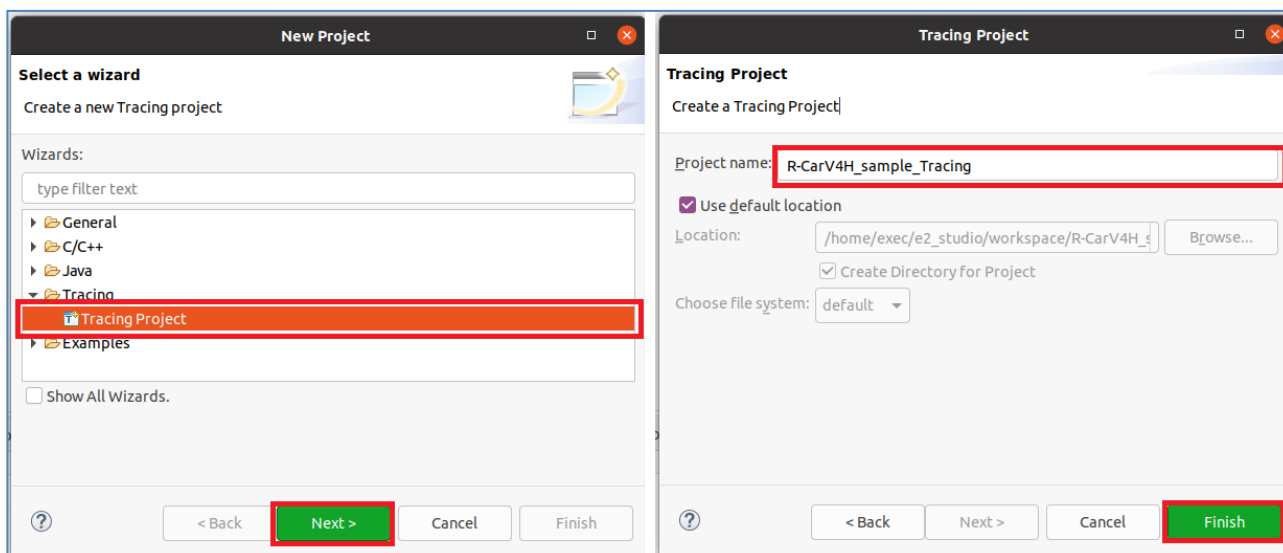 New Project
Select a wizard
Create a new Tracing project
Wizards:
type filter text
General
C/C++
Java
Tracing
Tracing Project
Examples
Show All Wizards.
< Back
Next >
Cancel
Finish
Tracing Project
Tracing Project
Create a Tracing Project
Project name: R-CarV4H_sample_Tracing
Use default location
Location: /home/exec/e2_studio/workspace/R-CarV4H_s Browse...
Create Directory for Project
Choose file system: default
< Back
Next >
Cancel
Finish